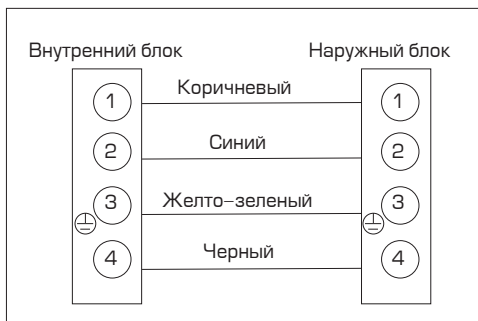 Внутренний блок
Наружный блок
1 Коричневый 1
2 Синий 2
3 Желто-зеленый 3
4 Черный 4